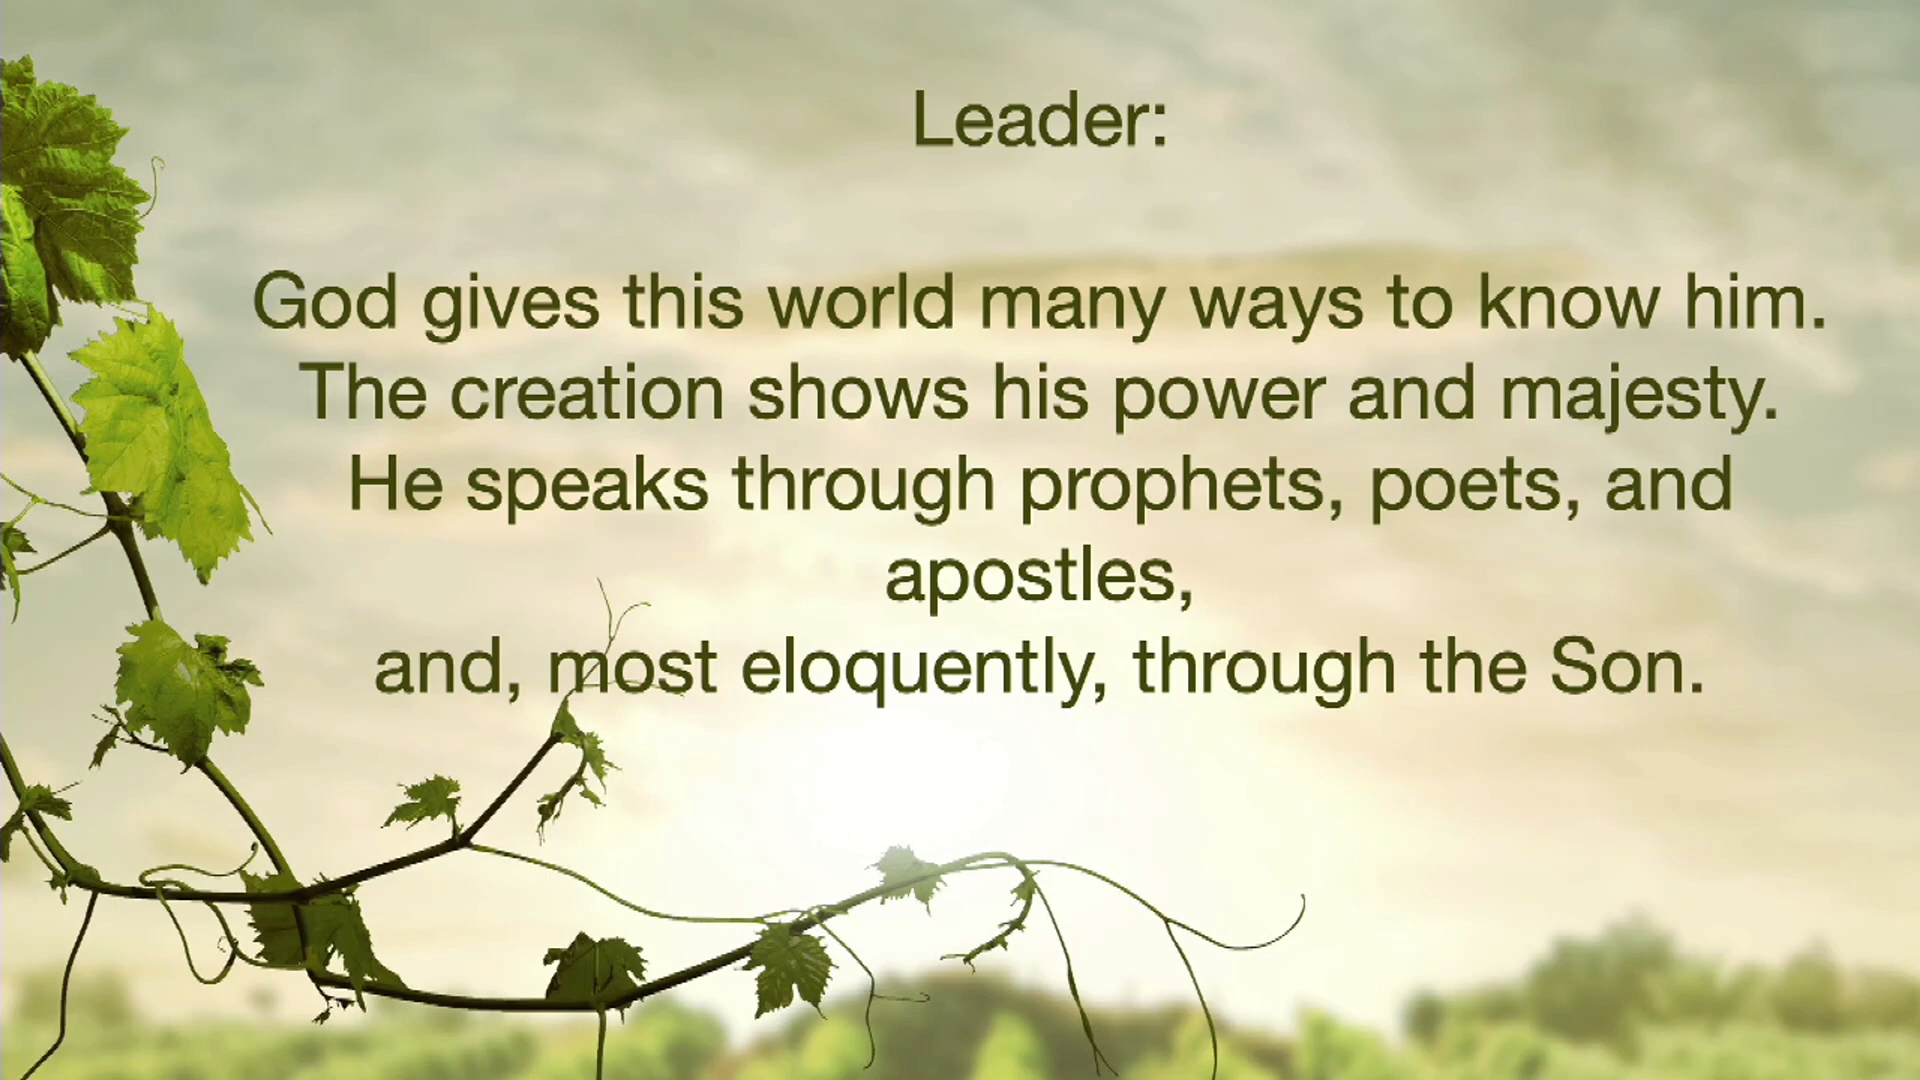 Leader:
God gives this world many ways to know him.
The creation shows his power and majesty.
He speaks through prophets, poets, and
apostles,
and, most eloquently, through the Son.